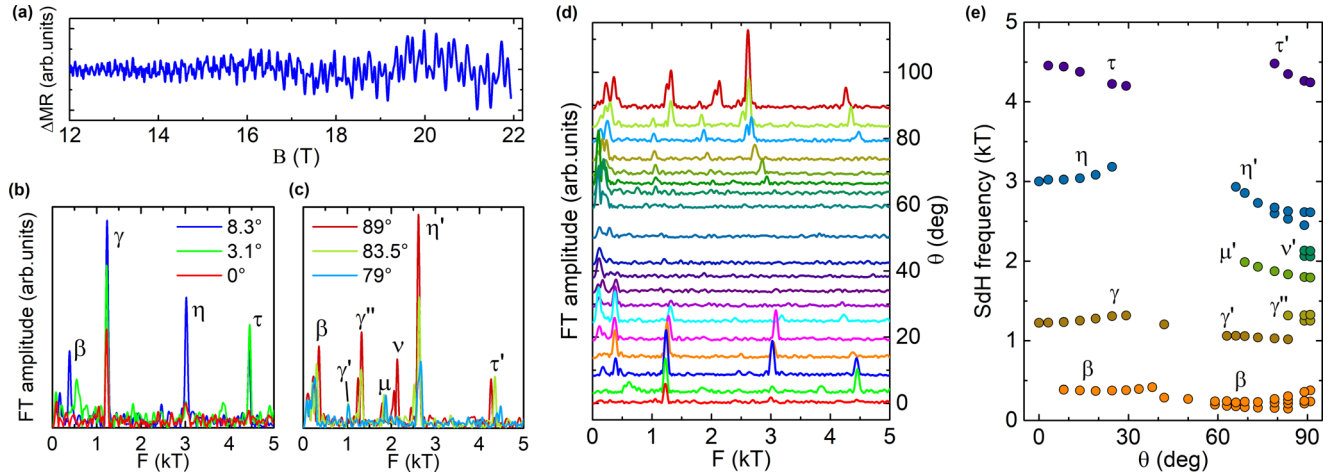 (a)
ΔMR (arb.units)
12 14 16 18 20 22
B (T)
(b)
FT amplitude (arb.units)
γ
β
η
τ
8.3°
3.1°
0°
0 1 2 3 4 5
F (kT)
(c)
η'
β
γ''
γ'
μ
ν
τ'
89°
83.5°
79°
0 1 2 3 4 5
F (kT)
(d)
FT amplitude (arb.units)
100
80
60
40
20
0
θ (deg)
0 1 2 3 4 5
F (kT)
(e)
SdH frequency (kT)
5
4
3
2
1
0
τ
τ'
η
η'
μ'
ν'
γ
γ'
γ''
β
β
0 30 60 90
θ (deg)